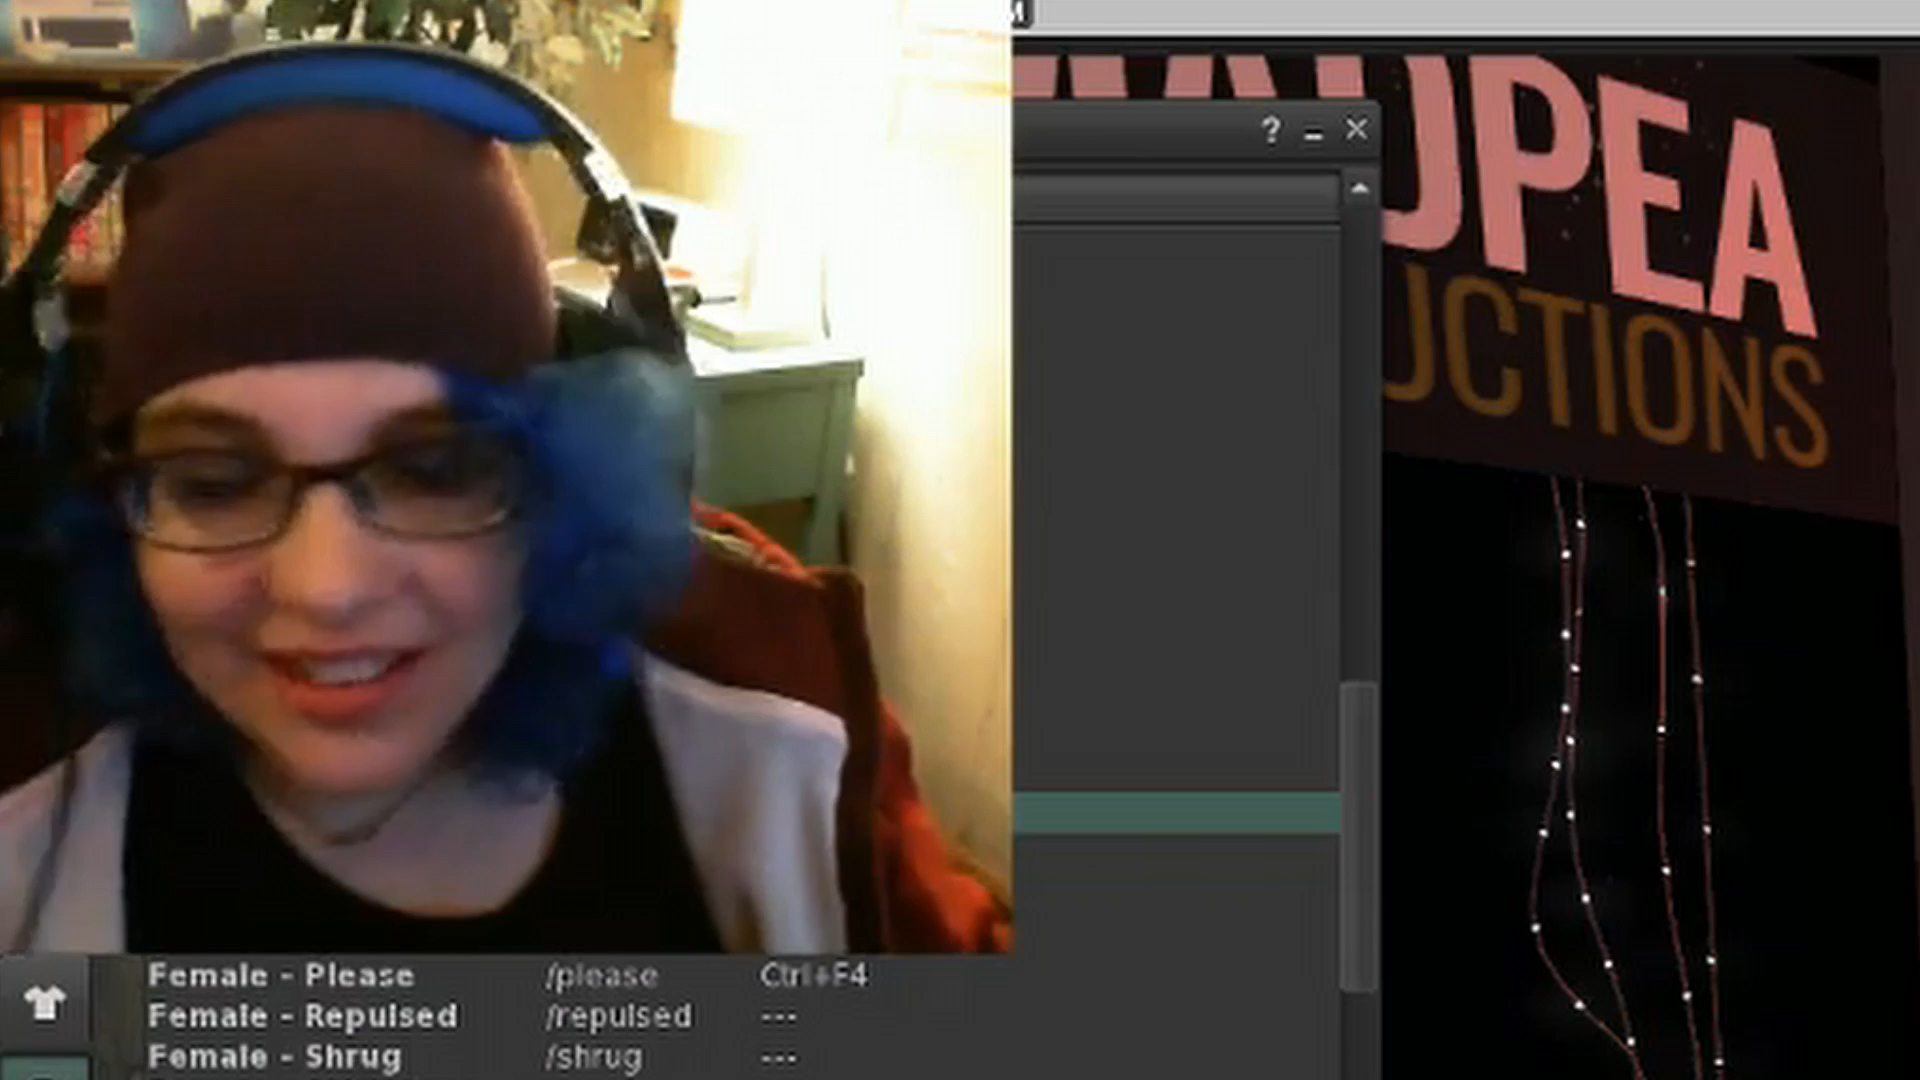 UPEA
UCTIONS
Female - Please /please Ctrl+F4
Female - Repulsed /repulsed ---
Female - Shrug /shrug ---